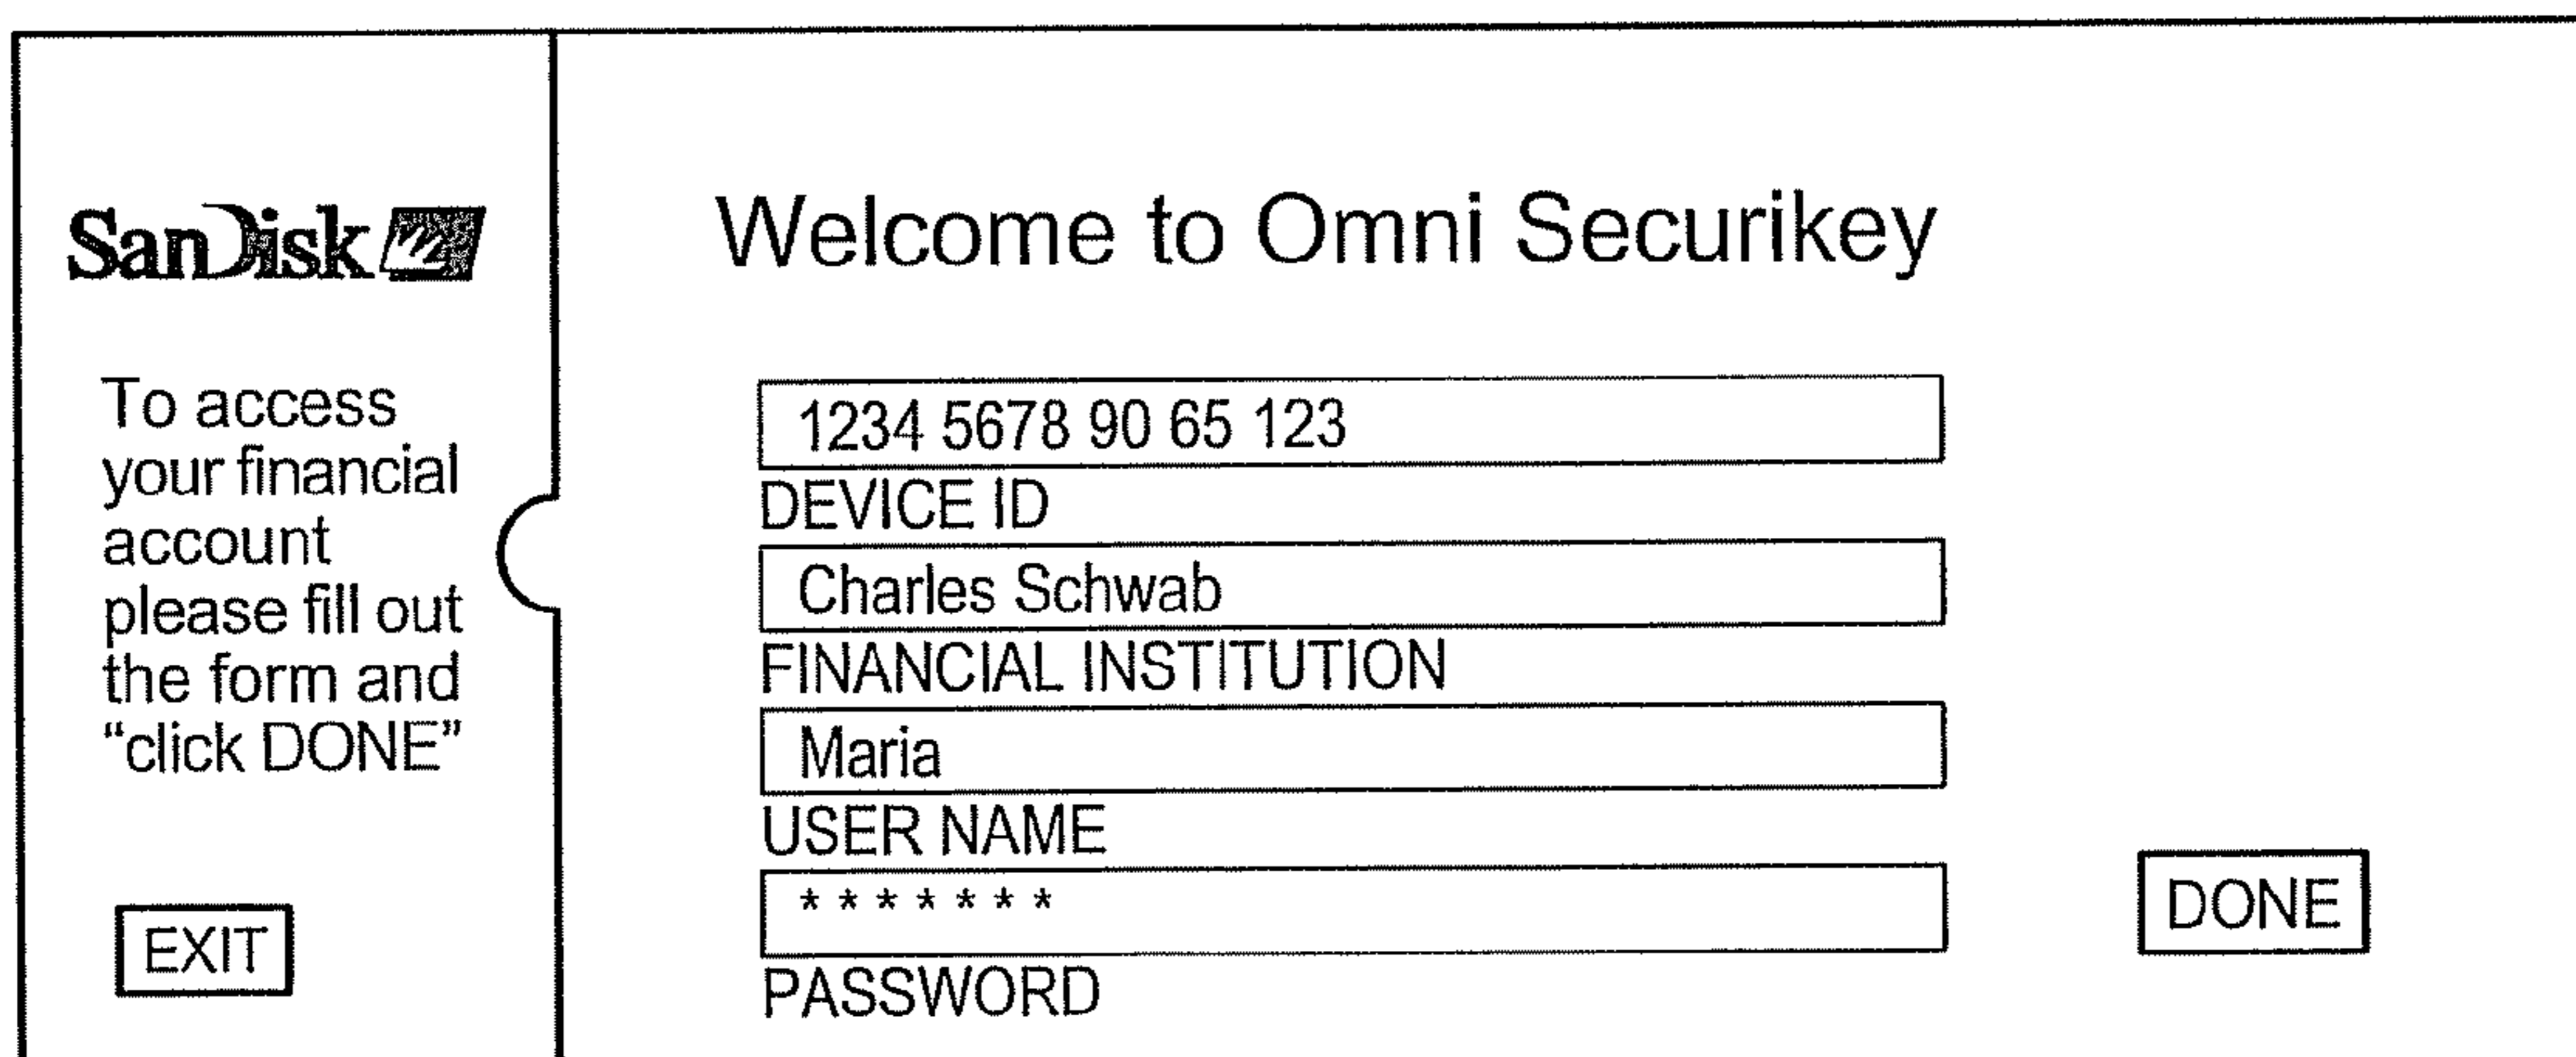 SanDisk
To access
your financial
account
please fill out
the form and
“click DONE”
EXIT
Welcome to Omni Securikey
1234 5678 90 65 123
DEVICE ID
Charles Schwab
FINANCIAL INSTITUTION
Maria
USER NAME
* * * * * * *
PASSWORD
DONE